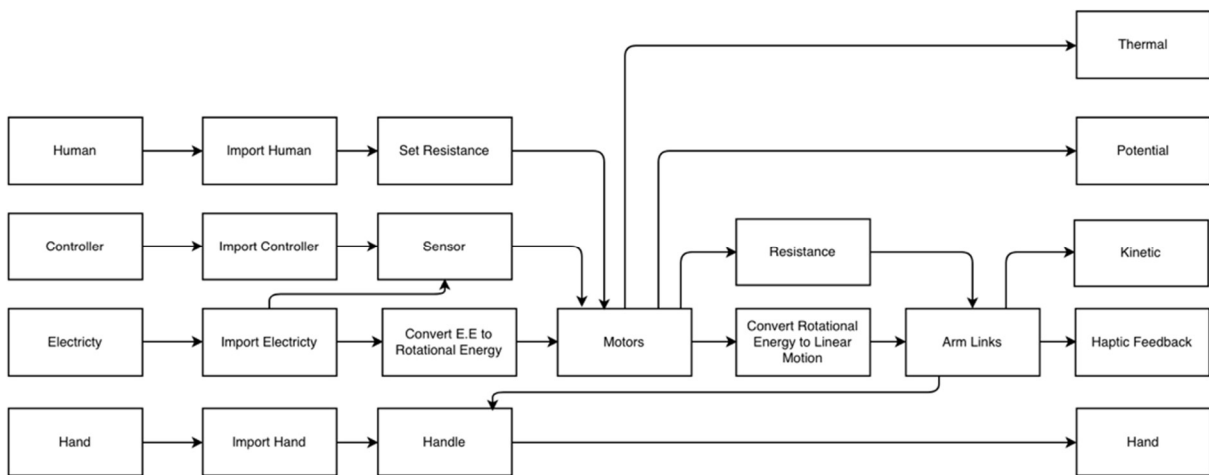 Thermal
Human
Import Human
Set Resistance
Potential
Controller
Import Controller
Sensor
Resistance
Kinetic
Electricty
Import Electricty
Convert E.E to
Rotational Energy
Motors
Convert Rotational
Energy to Linear
Motion
Arm Links
Haptic Feedback
Hand
Import Hand
Handle
Hand